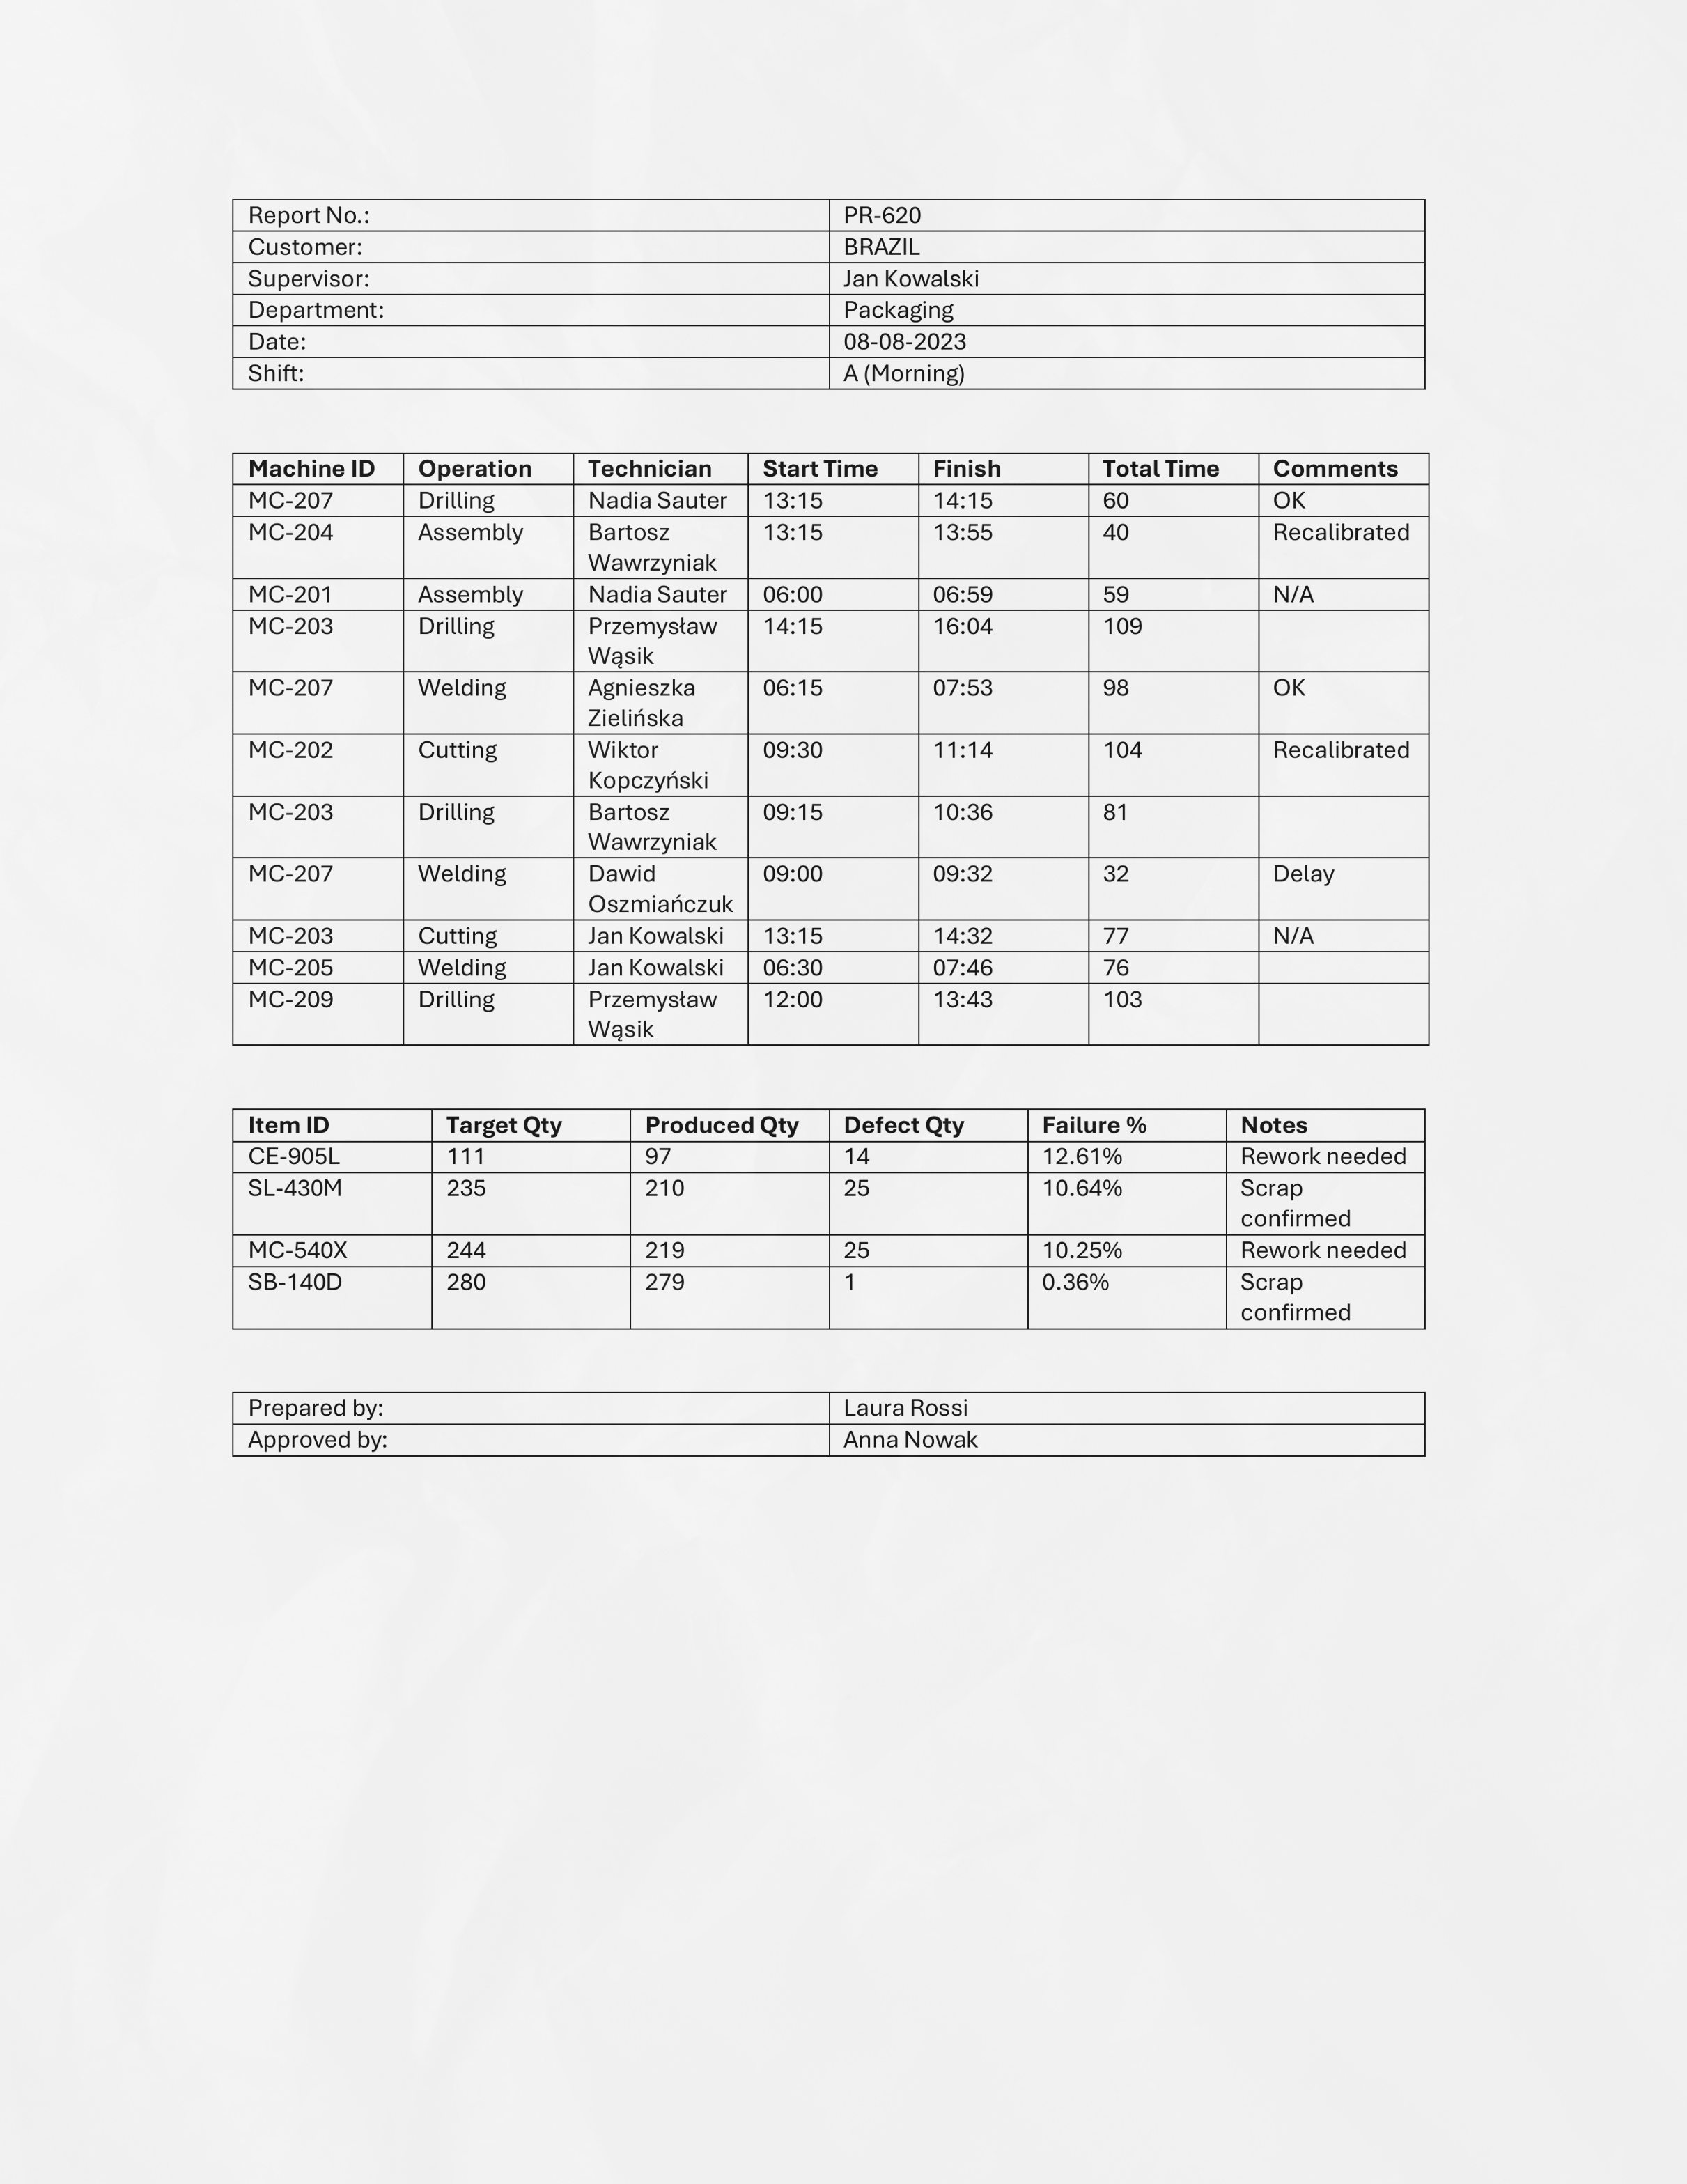 Report No.: PR-620
Customer: BRAZIL
Supervisor: Jan Kowalski
Department: Packaging
Date: 08-08-2023
Shift: A (Morning)
Machine ID Operation Technician Start Time Finish Total Time Comments
MC-207 Drilling Nadia Sauter 13:15 14:15 60 OK
MC-204 Assembly Bartosz 13:15 13:55 40 Recalibrated
Wawrzyniak
MC-201 Assembly Nadia Sauter 06:00 06:59 59 N/A
MC-203 Drilling Przemysław 14:15 16:04 109
Wąsik
MC-207 Welding Agnieszka 06:15 07:53 98 OK
Zielińska
MC-202 Cutting Wiktor 09:30 11:14 104 Recalibrated
Kopczyński
MC-203 Drilling Bartosz 09:15 10:36 81
Wawrzyniak
MC-207 Welding Dawid 09:00 09:32 32 Delay
Oszmiańczuk
MC-203 Cutting Jan Kowalski 13:15 14:32 77 N/A
MC-205 Welding Jan Kowalski 06:30 07:46 76
MC-209 Drilling Przemysław 12:00 13:43 103
Wąsik
Item ID Target Qty Produced Qty Defect Qty Failure % Notes
CE-905L 111 97 14 12.61% Rework needed
SL-430M 235 210 25 10.64% Scrap
confirmed
MC-540X 244 219 25 10.25% Rework needed
SB-140D 280 279 1 0.36% Scrap
confirmed
Prepared by: Laura Rossi
Approved by: Anna Nowak